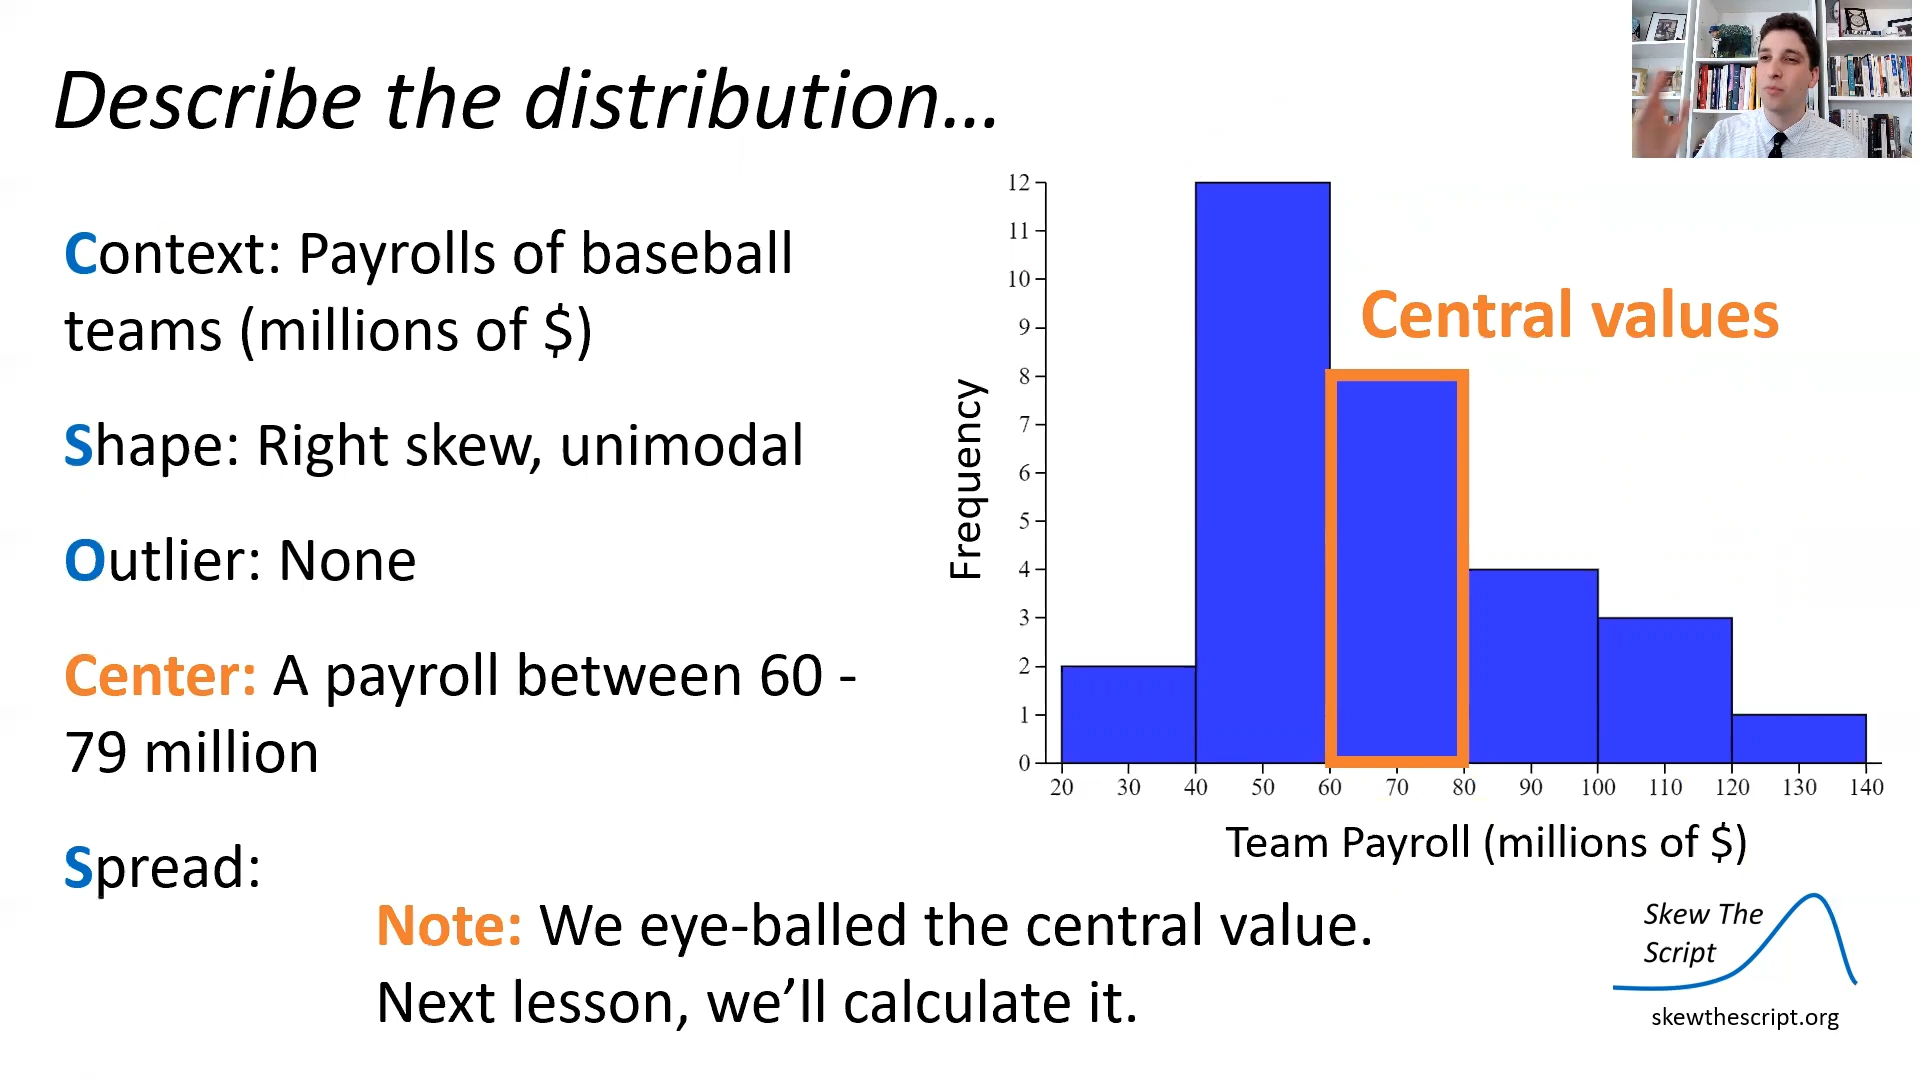 Describe the distribution...
Context: Payrolls of baseball
teams (millions of $)
Shape: Right skew, unimodal
Outlier: None
Center: A payroll between 60 -
79 million
Spread:
Note: We eye-balled the central value.
Next lesson, we’ll calculate it.
Central values
Frequency
12
11
10
9
8
7
6
5
4
3
2
1
0
20 30 40 50 60 70 80 90 100 110 120 130 140
Team Payroll (millions of $)
Skew The
Script
skewthescript.org